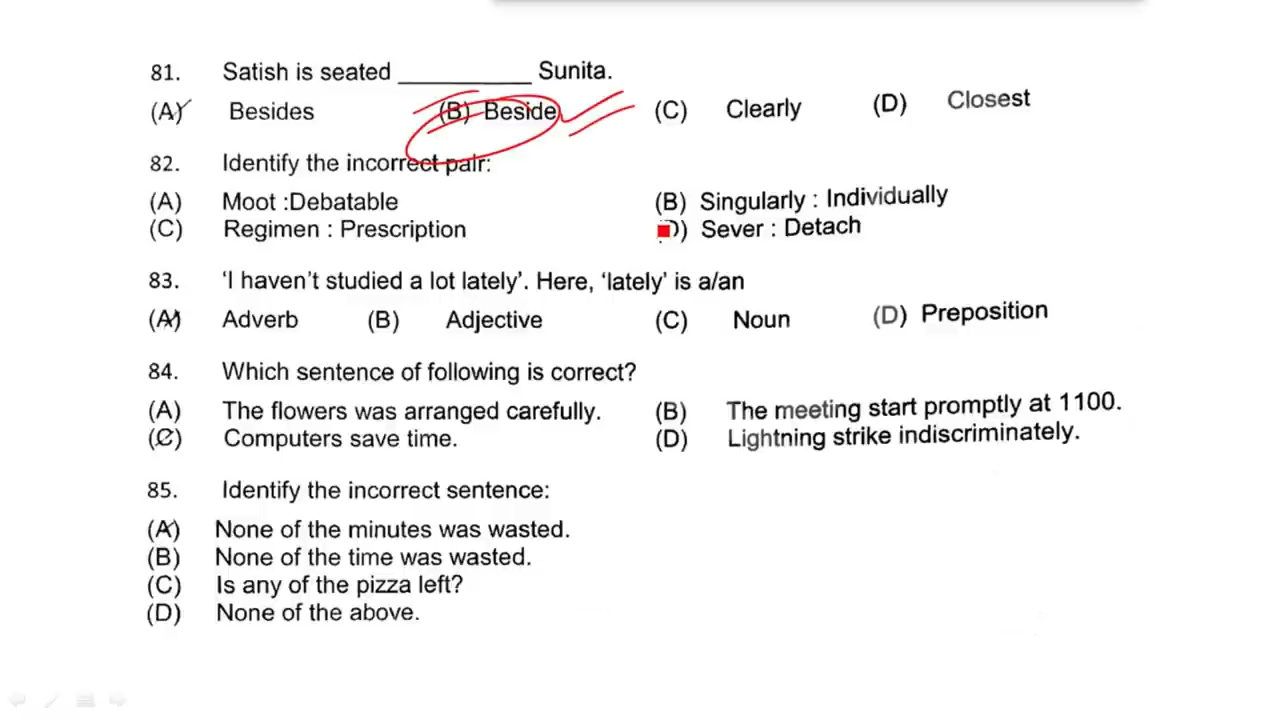 81. Satish is seated __________ Sunita.
(A) Besides (B) Beside (C) Clearly (D) Closest
82. Identify the incorrect pair:
(A) Moot :Debatable (B) Singularly : Individually
(C) Regimen : Prescription (D) Sever : Detach
83. ‘I haven’t studied a lot lately’. Here, ‘lately’ is a/an
(A) Adverb (B) Adjective (C) Noun (D) Preposition
84. Which sentence of following is correct?
(A) The flowers was arranged carefully. (B) The meeting start promptly at 1100.
(C) Computers save time. (D) Lightning strike indiscriminately.
85. Identify the incorrect sentence:
(A) None of the minutes was wasted.
(B) None of the time was wasted.
(C) Is any of the pizza left?
(D) None of the above.